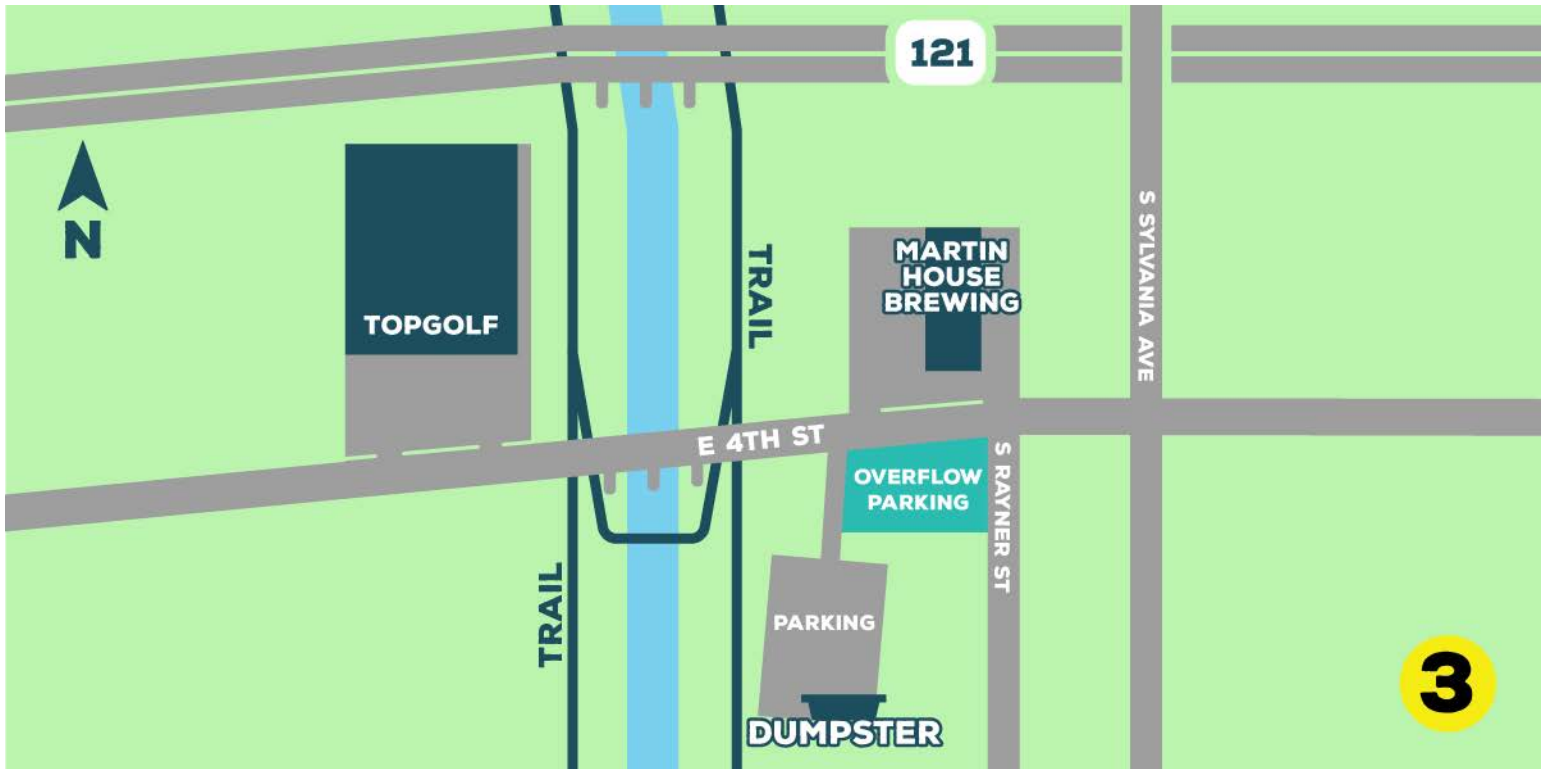 121
N
S SYLVANIA AVE
TRAIL
MARTIN
HOUSE
BREWING
TOPGOLF
E 4TH ST
OVERFLOW
PARKING
S RAYNER ST
TRAIL
PARKING
3
DUMPSTER